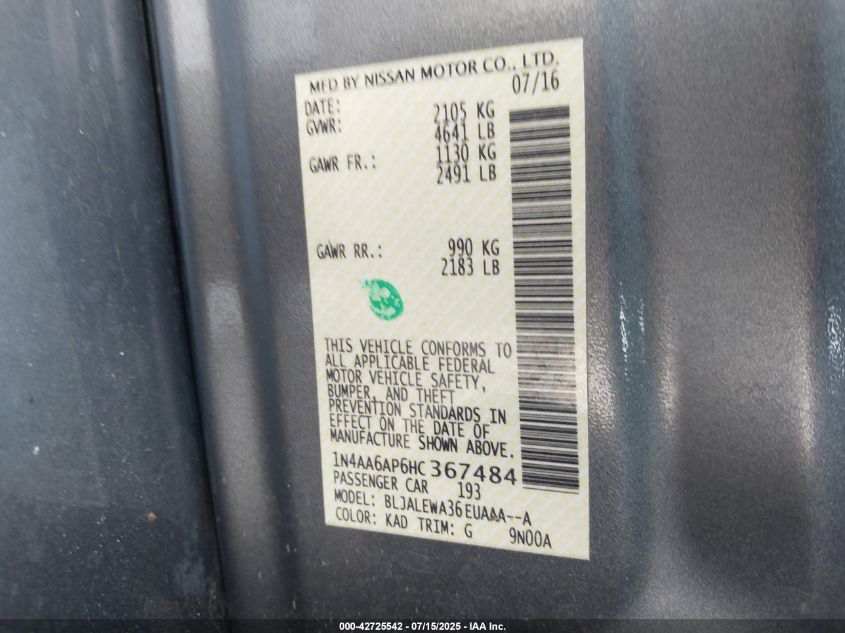 MFD BY NISSAN MOTOR CO., LTD.
DATE: 07/16
GVWR: 2105 KG
4641 LB
GAWR FR.: 1130 KG
2491 LB
GAWR RR.: 990 KG
2183 LB
THIS VEHICLE CONFORMS TO
ALL APPLICABLE FEDERAL
MOTOR VEHICLE SAFETY,
BUMPER, AND THEFT
PREVENTION STANDARDS IN
EFFECT ON THE DATE OF
MANUFACTURE SHOWN ABOVE.
1N4AA6AP6HC367484
PASSENGER CAR 193
MODEL: BLJALEWA36EUAAA--A
COLOR: KAD TRIM: G 9N00A
000-42725542 - 07/15/2025 - IAA Inc.